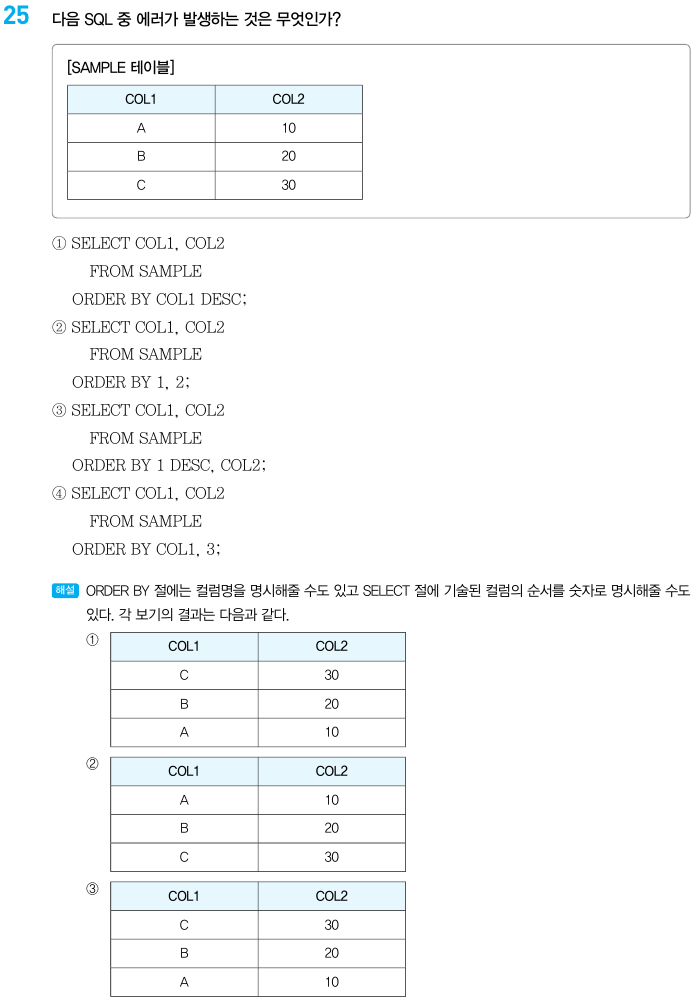 25 다음 SQL 중 에러가 발생하는 것은 무엇인가?
[SAMPLE 테이블]
COL1 COL2
A 10
B 20
C 30
① SELECT COL1, COL2
FROM SAMPLE
ORDER BY COL1 DESC;
② SELECT COL1, COL2
FROM SAMPLE
ORDER BY 1, 2;
③ SELECT COL1, COL2
FROM SAMPLE
ORDER BY 1 DESC, COL2;
④ SELECT COL1, COL2
FROM SAMPLE
ORDER BY COL1, 3;
해설 ORDER BY 절에는 컬럼명을 명시해줄 수도 있고 SELECT 절에 기술된 컬럼의 순서를 숫자로 명시해줄 수도
있다. 각 보기의 결과는 다음과 같다.
①
COL1 COL2
C 30
B 20
A 10
②
COL1 COL2
A 10
B 20
C 30
③
COL1 COL2
C 30
B 20
A 10